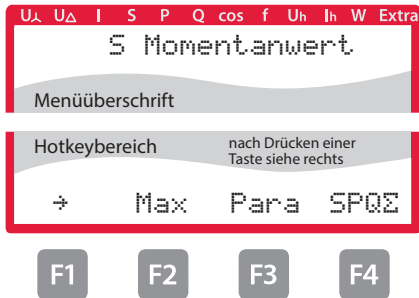 U⅄ U△ I S P Q cos f Uh Ih W Extra
S Momentanwert
Menüüberschrift
Hotkeybereich
nach Drücken einer
Taste siehe rechts
→ Max Para SPQΣ
F1 F2 F3 F4